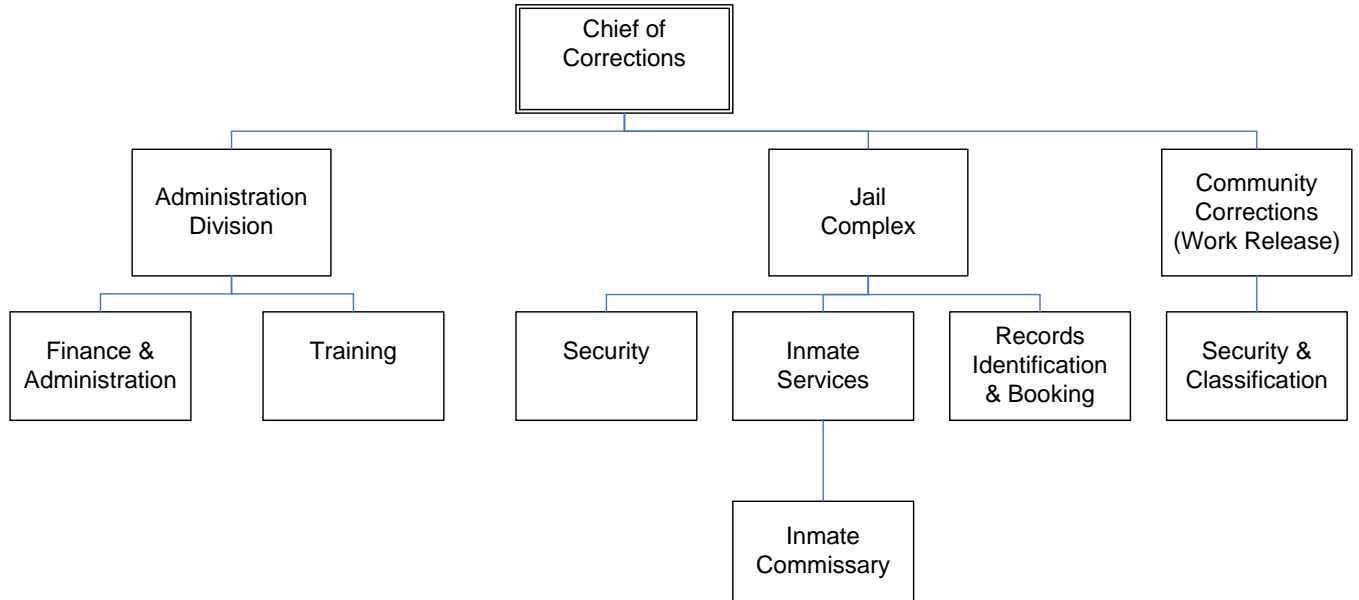 Chief of
Corrections
Administration
Division
Jail
Complex
Community
Corrections
(Work Release)
Finance &
Administration
Training
Security
Inmate
Services
Records
Identification
& Booking
Security &
Classification
Inmate
Commissary